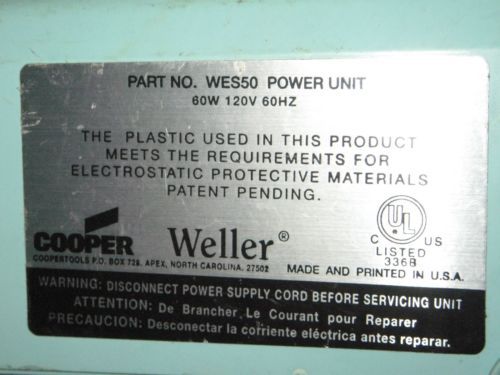 PART NO. WES50 POWER UNIT
60W 120V 60HZ
THE PLASTIC USED IN THIS PRODUCT
MEETS THE REQUIREMENTS FOR
ELECTROSTATIC PROTECTIVE MATERIALS
PATENT PENDING.
COOPER Weller®
COOPERTOOLS P.O. BOX 728, APEX, NORTH CAROLINA, 27502
UL
C US
LISTED
336B
MADE AND PRINTED IN U.S.A.
WARNING: DISCONNECT POWER SUPPLY CORD BEFORE SERVICING UNIT
ATTENTION: De Brancher Le Courant pour Reparer
PRECAUCION: Desconectar la corriente eléctrica antes reparar.